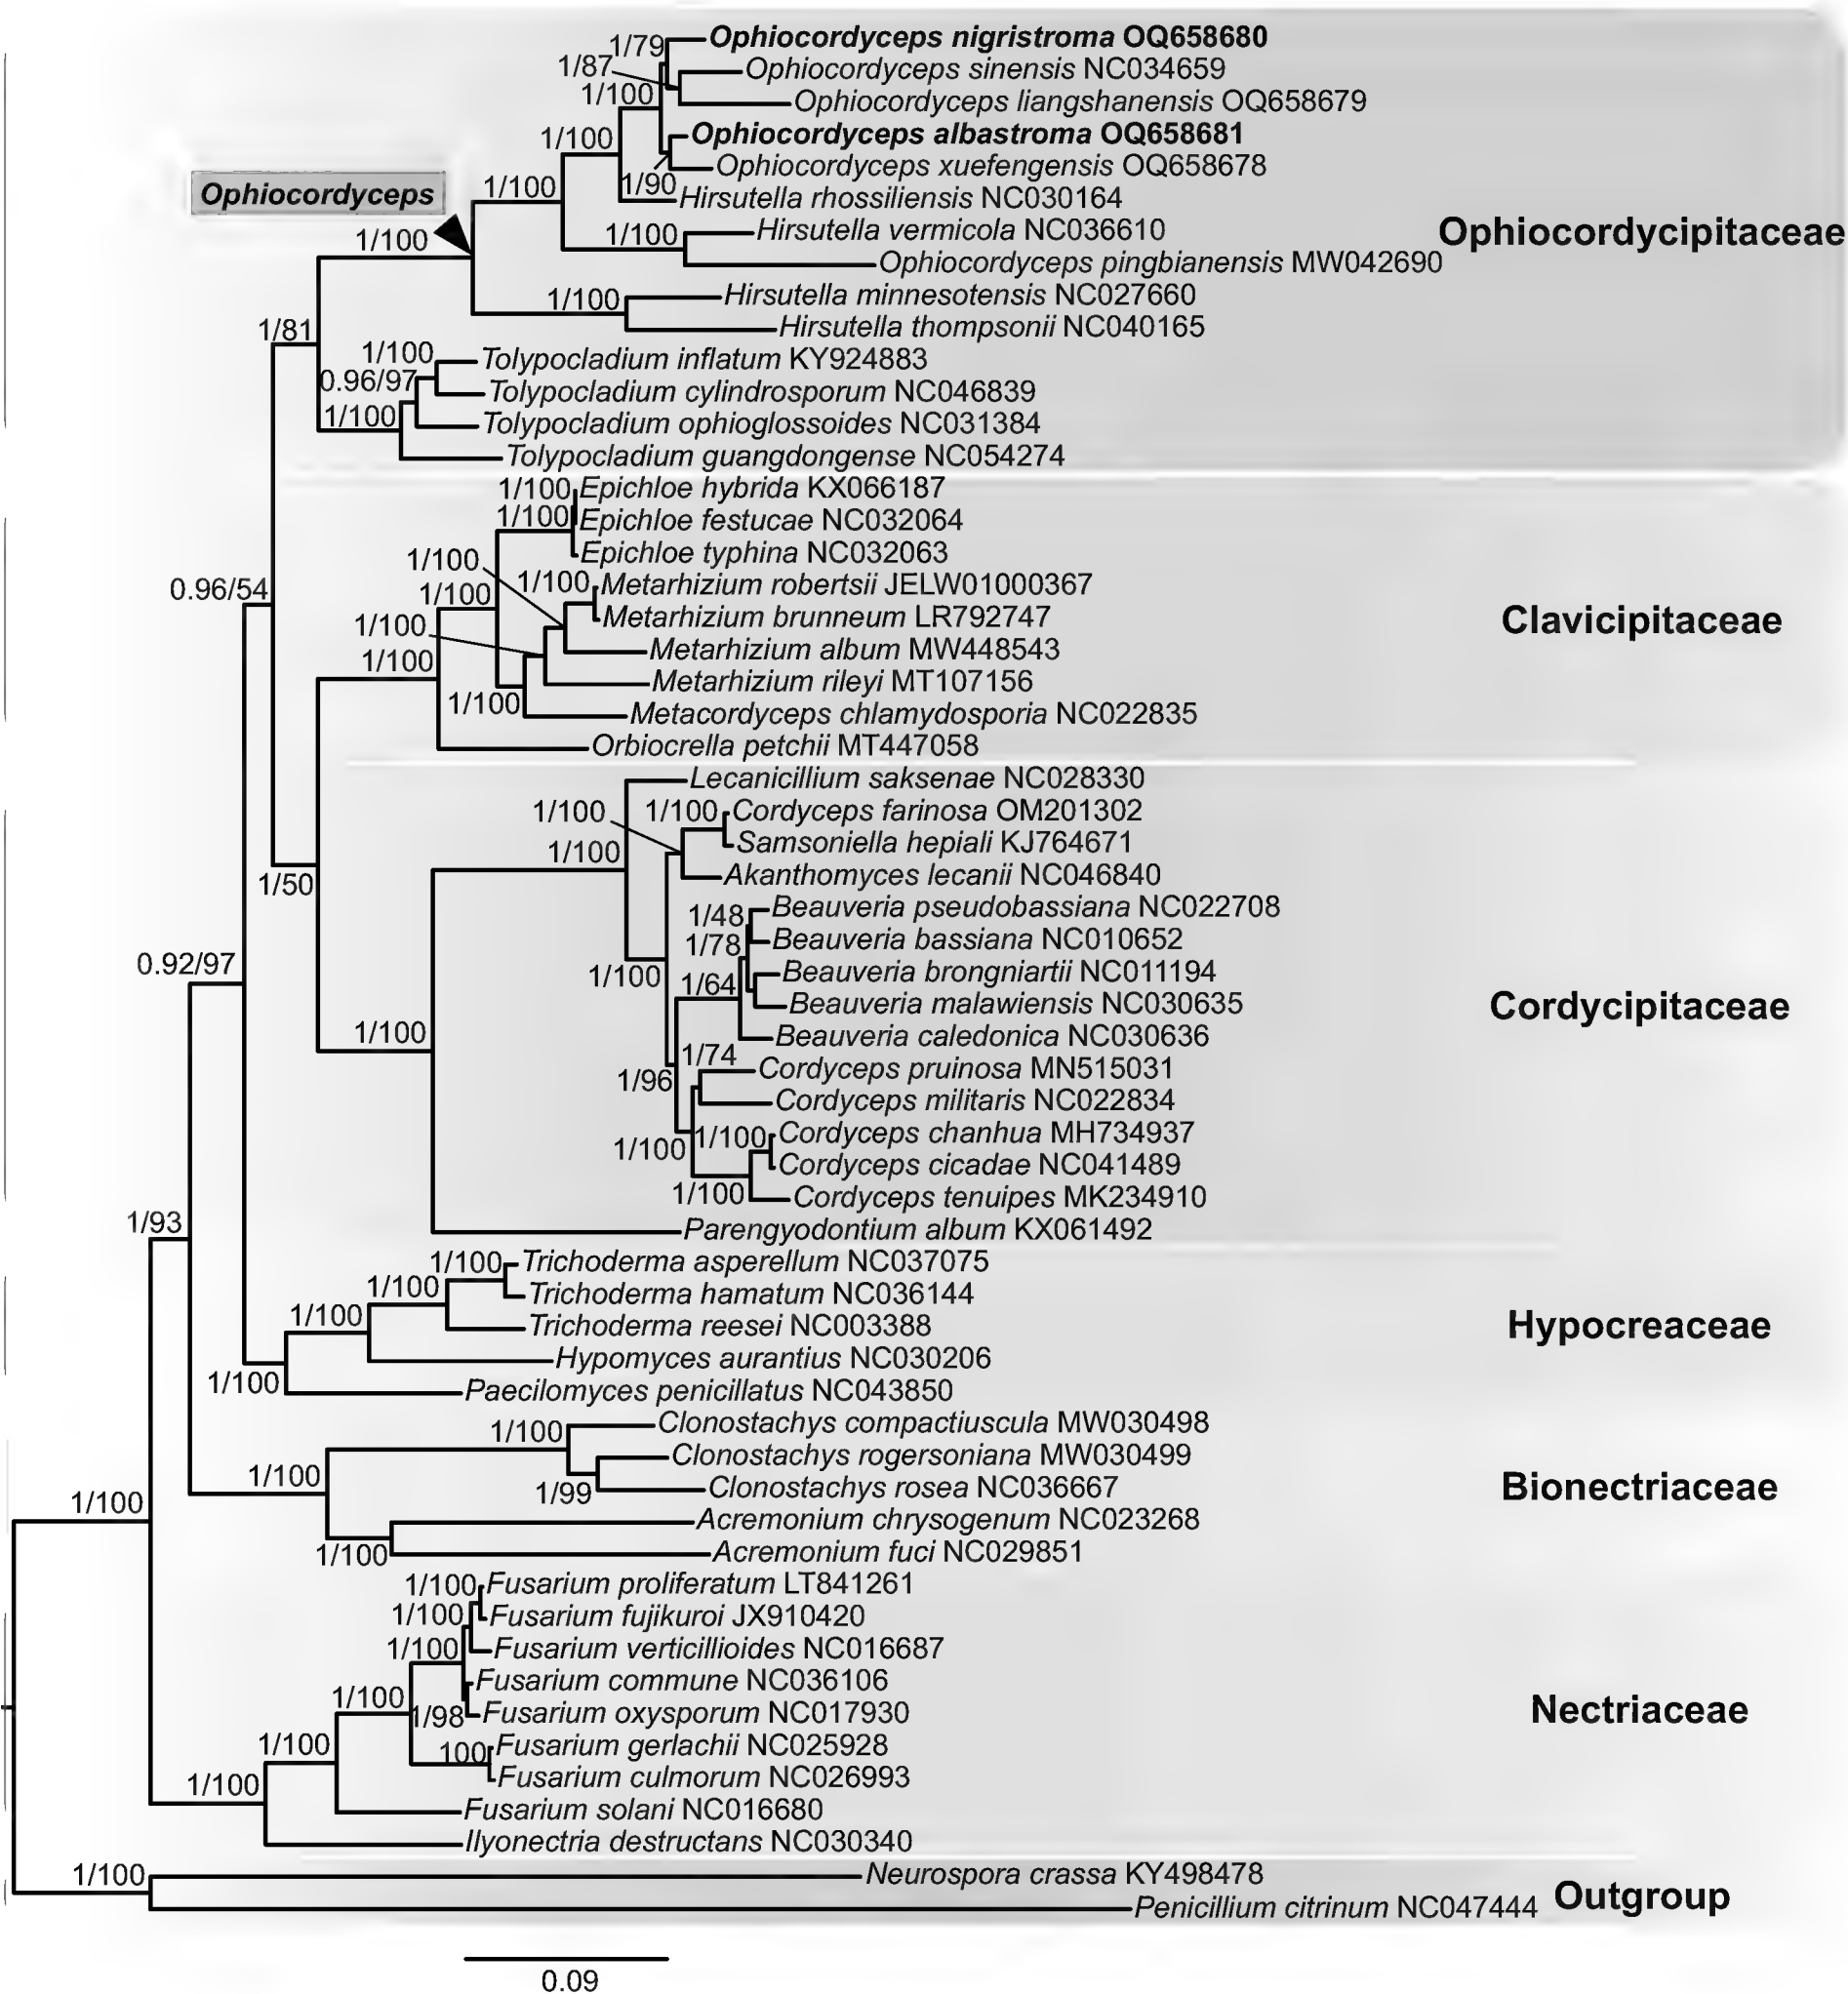 1/79
Ophiocordyceps nigristroma OQ658680
1/87
Ophiocordyceps sinensis NC034659
1/100
Ophiocordyceps liangshanensis OQ658679
1/100
Ophiocordyceps albastroma OQ658681
Ophiocordyceps xuefengensis OQ658678
Ophiocordyceps
1/100
1/90
Hirsutella rhossiliensis NC030164
1/100
1/100
Hirsutella vermicola NC036610
Ophiocordycipitaceae
Ophiocordyceps pingbianensis MW042690
1/100
Hirsutella minnesotensis NC027660
1/81
Hirsutella thompsonii NC040165
1/100
Tolypocladium inflatum KY924883
0.96/97
Tolypocladium cylindrosporum NC046839
1/100
Tolypocladium ophioglossoides NC031384
Tolypocladium guangdongense NC054274
1/100
Epichloe hybrida KX066187
1/100
Epichloe festucae NC032064
1/100
Epichloe typhina NC032063
0.96/54
1/100
1/100
Metarhizium robertsii JELW01000367
1/100
Metarhizium brunneum LR792747
Clavicipitaceae
1/100
Metarhizium album MW448543
1/100
Metarhizium rileyi MT107156
Metacordyceps chlamydosporia NC022835
Orbiocrella petchii MT447058
Lecanicillium saksenae NC028330
1/100
1/100
Cordyceps farinosa OM201302
1/100
Samsoniella hepiali KJ764671
1/50
Akanthomyces lecanii NC046840
1/48
Beauveria pseudobassiana NC022708
1/78
Beauveria bassiana NC010652
0.92/97
1/100
1/64
Beauveria brongniartii NC011194
Beauveria malawiensis NC030635
Cordycipitaceae
1/100
Beauveria caledonica NC030636
1/74
Cordyceps pruinosa MN515031
1/96
Cordyceps militaris NC022834
1/100
1/100
Cordyceps chanhua MH734937
Cordyceps cicadae NC041489
1/100
Cordyceps tenuipes MK234910
1/93
Parengyodontium album KX061492
1/100
Trichoderma asperellum NC037075
1/100
Trichoderma hamatum NC036144
1/100
Trichoderma reesei NC003388
Hypocreaceae
Hypomyces aurantius NC030206
1/100
Paecilomyces penicillatus NC043850
1/100
Clonostachys compactiuscula MW030498
Clonostachys rogersoniana MW030499
1/100
1/99
Clonostachys rosea NC036667
Bionectriaceae
1/100
Acremonium chrysogenum NC023268
1/100
Acremonium fuci NC029851
1/100
Fusarium proliferatum LT841261
1/100
Fusarium fujikuroi JX910420
1/100
Fusarium verticillioides NC016687
Fusarium commune NC036106
1/100
1/98
Fusarium oxysporum NC017930
Nectriaceae
1/100
100
Fusarium gerlachii NC025928
1/100
Fusarium culmorum NC026993
Fusarium solani NC016680
Ilyonectria destructans NC030340
1/100
Neurospora crassa KY498478
Penicillium citrinum NC047444
Outgroup
0.09